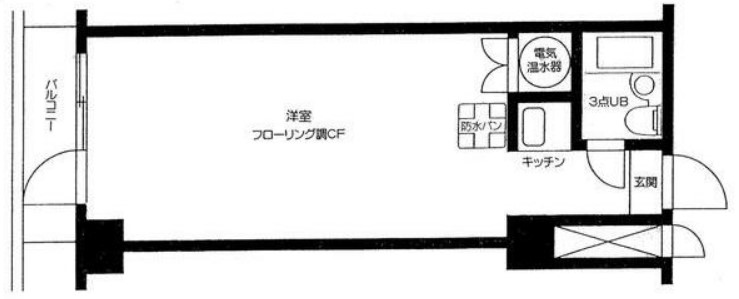 バルコニー
洋室
フローリング調CF
電気
温水器
3点UB
防水パン
キッチン
玄関